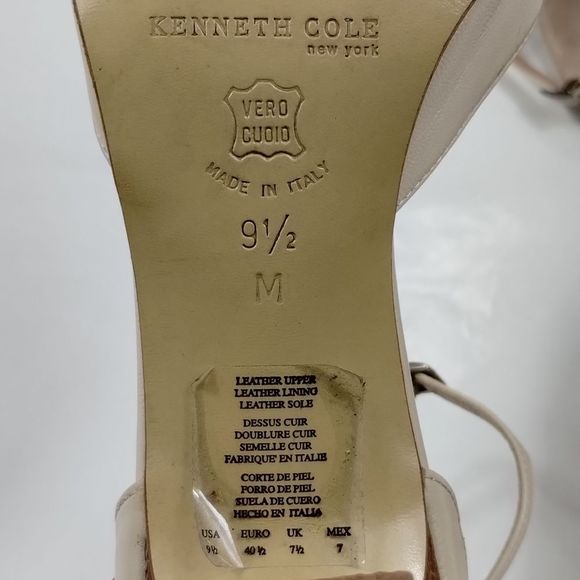 KENNETH COLE
new york
VERO
CUOIO
MADE IN ITALY
9½
M
LEATHER UPPER
LEATHER LINING
LEATHER SOLE
DESSUS CUIR
DOUBLURE CUIR
SEMELLE CUIR
FABRIQUE' EN ITALIE
CORTE DE PIEL
FORRO DE PIEL
SUELA DE CUERO
HECHO EN ITALIA
USA EURO UK MEX
9½ 40½ 7½ 7